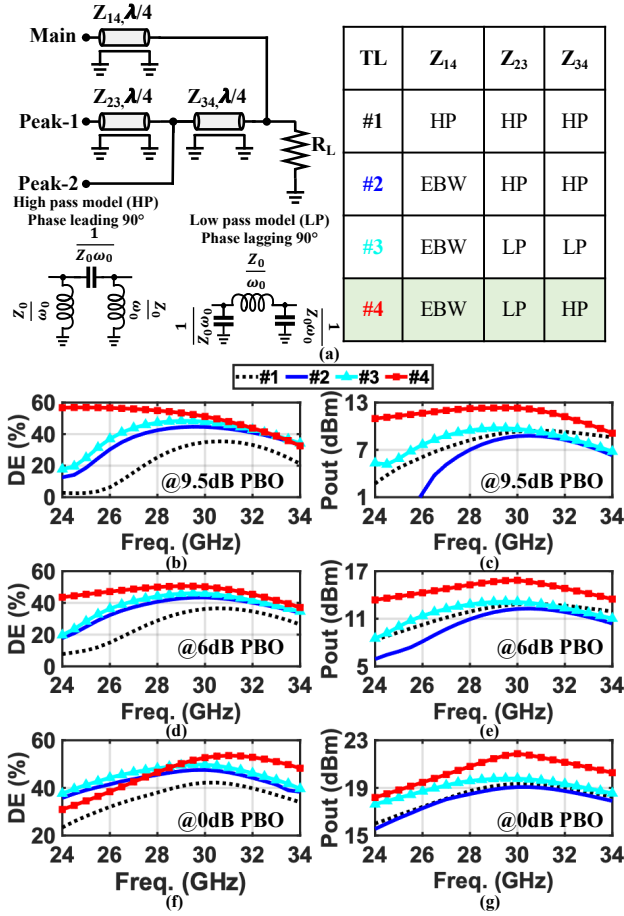 Main
Z14,λ/4
Peak-1
Z23,λ/4
Z34,λ/4
RL
Peak-2
High pass model (HP)
Phase leading 90°
1
Z0ω0
Z0
ω0
Z0
ω0
Low pass model (LP)
Phase lagging 90°
Z0
ω0
1
Z0ω0
1
Z0ω0
(a)
TL Z14 Z23 Z34
#1 HP HP HP
#2 EBW HP HP
#3 EBW LP LP
#4 EBW LP HP
#1 #2 #3 #4
DE (%)
60
40
20
0
@9.5dB PBO
24 26 28 30 32 34
Freq. (GHz)
(b)
Pout (dBm)
13
7
1
@9.5dB PBO
24 26 28 30 32 34
Freq. (GHz)
(c)
DE (%)
60
40
20
0
@6dB PBO
24 26 28 30 32 34
Freq. (GHz)
(d)
Pout (dBm)
17
11
5
@6dB PBO
24 26 28 30 32 34
Freq. (GHz)
(e)
DE (%)
60
40
20
@0dB PBO
24 26 28 30 32 34
Freq. (GHz)
(f)
Pout (dBm)
23
19
15
@0dB PBO
24 26 28 30 32 34
Freq. (GHz)
(g)